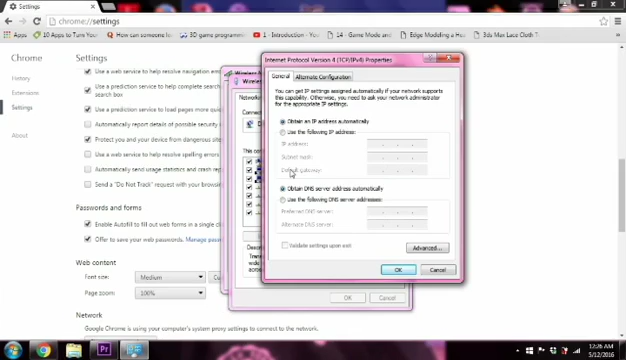 Settings
chrome://settings
Apps
10 Apps to Turn Your
How can someone le
3D game programmi
1 - Introduction - You
14 - Game Mode and
3ds Max Lace Cloth T
Other bookmarks
Chrome
History
Extensions
Settings
About
Settings
Use a web service to help resolve navigation
Use a prediction service to help complete sear
search box
Use a prediction service to load pages more quic
Automatically report details of possible security
Protect you and your device from dangerous site
Use a web service to help resolve spelling errors
Automatically send usage statistics and crash rep
Send a "Do Not Track" request with your browser
Passwords and forms
Enable Autofill to fill out web forms in a single cl
Offer to save your web passwords. Manage passw
Web content
Font size:
Medium
Page zoom:
100%
Network
Google Chrome is using your computer's system proxy settings to connect to the
Internet Protocol Version 4 (TCP/IPv4) Properties
General
Alternate Configuration
You can get IP settings assigned automatically if your network supports
this capability. Otherwise, you need to ask your network administrator
for the appropriate IP settings.
Obtain an IP address automatically
Use the following IP address:
IP address:
Subnet mask:
Default gateway:
Obtain DNS server address automatically
Use the following DNS server addresses:
Preferred DNS server:
Alternate DNS server:
Validate settings upon exit
Advanced...
OK
Cancel
OK
Cancel
12:26 AM
5/12/2016